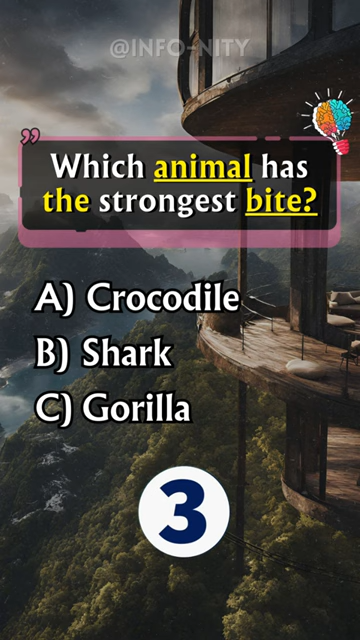 @INFO-NITY
Which animal has
the strongest bite?
A) Crocodile
B) Shark
C) Gorilla
3